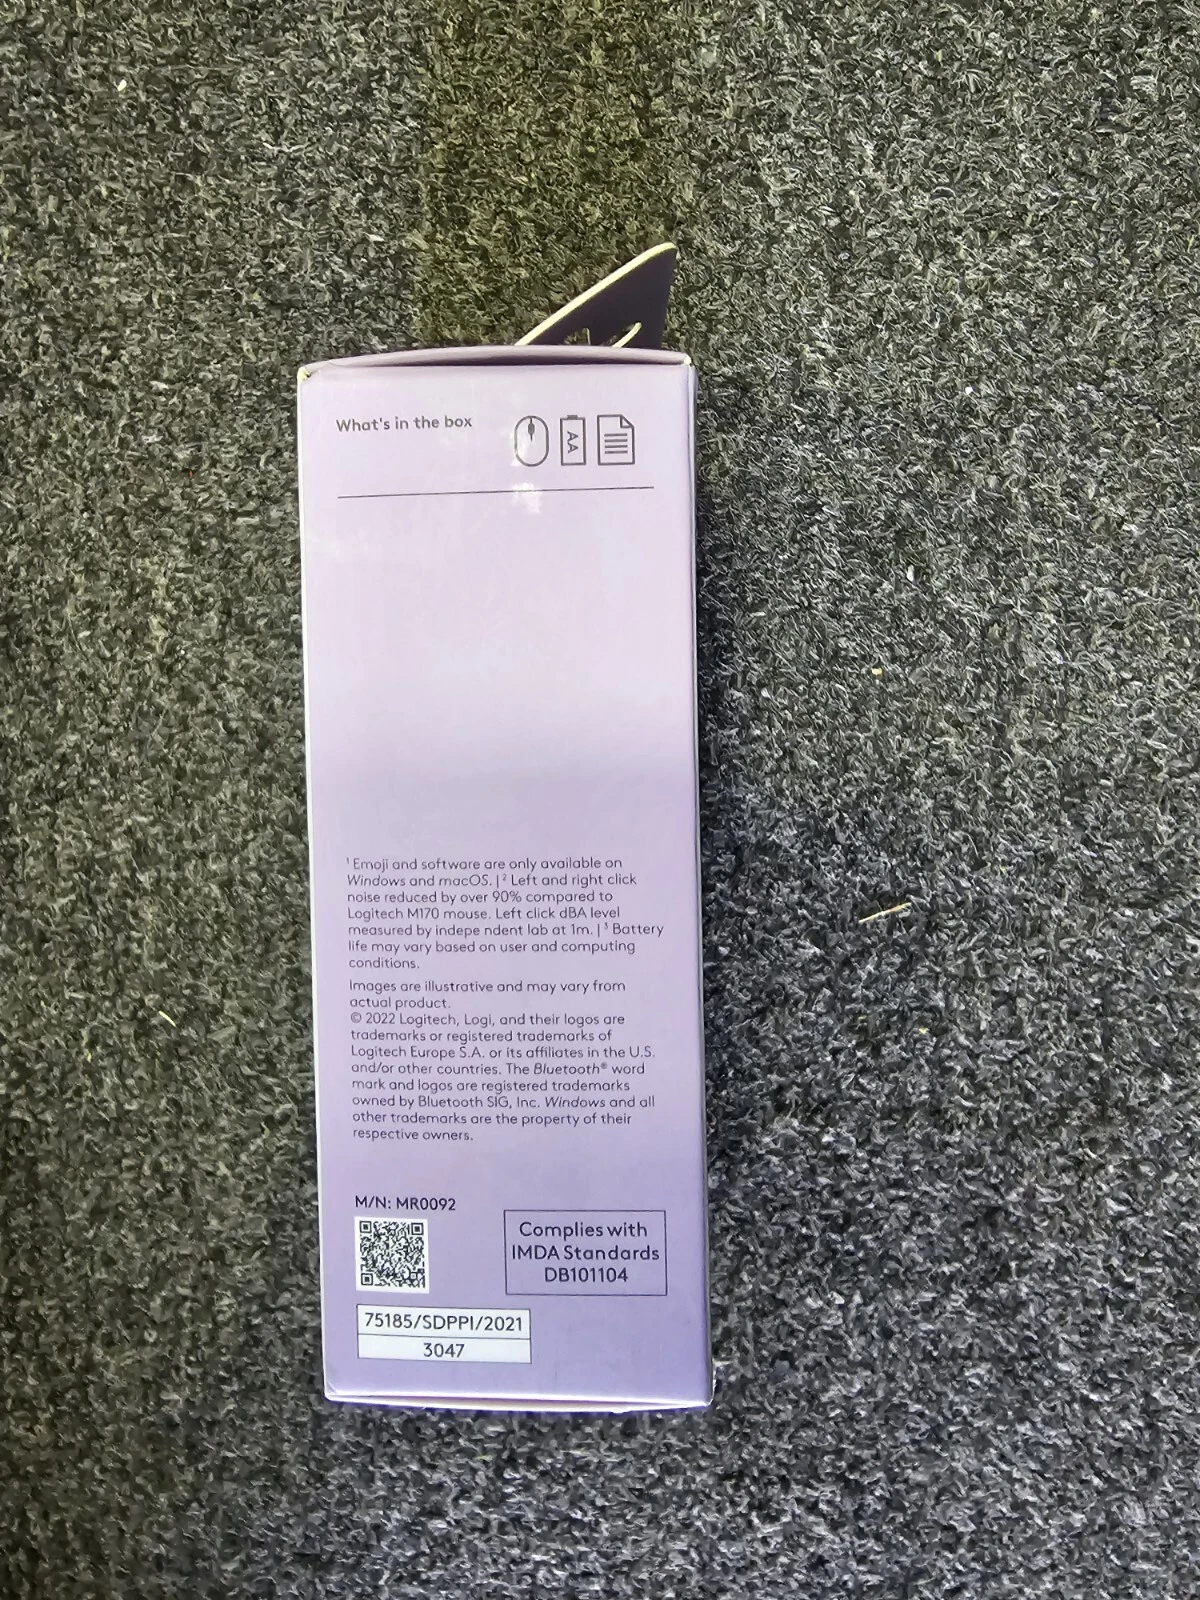 What's in the box
AA
¹ Emoji and software are only available on
Windows and macOS. | ² Left and right click
noise reduced by over 90% compared to
Logitech M170 mouse. Left click dBA level
measured by indepe ndent lab at 1m. | ³ Battery
life may vary based on user and computing
conditions.
Images are illustrative and may vary from
actual product.
© 2022 Logitech, Logi, and their logos are
trademarks or registered trademarks of
Logitech Europe S.A. or its affiliates in the U.S.
and/or other countries. The Bluetooth® word
mark and logos are registered trademarks
owned by Bluetooth SIG, Inc. Windows and all
other trademarks are the property of their
respective owners.
M/N: MR0092
Complies with
IMDA Standards
DB101104
75185/SDPPI/2021
3047